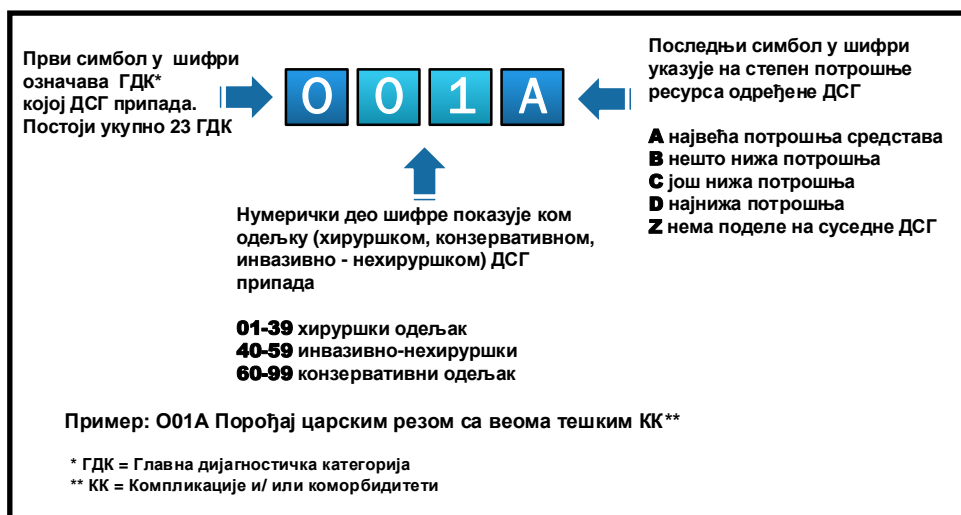 Први симбол у шифри
означава ГДК*
којој ДСГ припада.
Постоји укупно 23 ГДК
O 0 1 A
Последњи симбол у шифри
указује на степен потрошње
ресурса одређене ДСГ
A највећа потрошња средстава
B нешто нижа потрошња
C још нижа потрошња
D најнижа потрошња
Z нема поделе на суседне ДСГ
Нумерички део шифре показује ком
одељку (хируршком, конзервативном,
инвазивно - нехируршком) ДСГ
припада
01-39 хируршки одељак
40-59 инвазивно-нехируршки
60-99 конзервативни одељак
Пример: O01A Порођај царским резом са веома тешким КК**
* ГДК = Главна дијагностичка категорија
** КК = Компликације и/ или коморбидитети